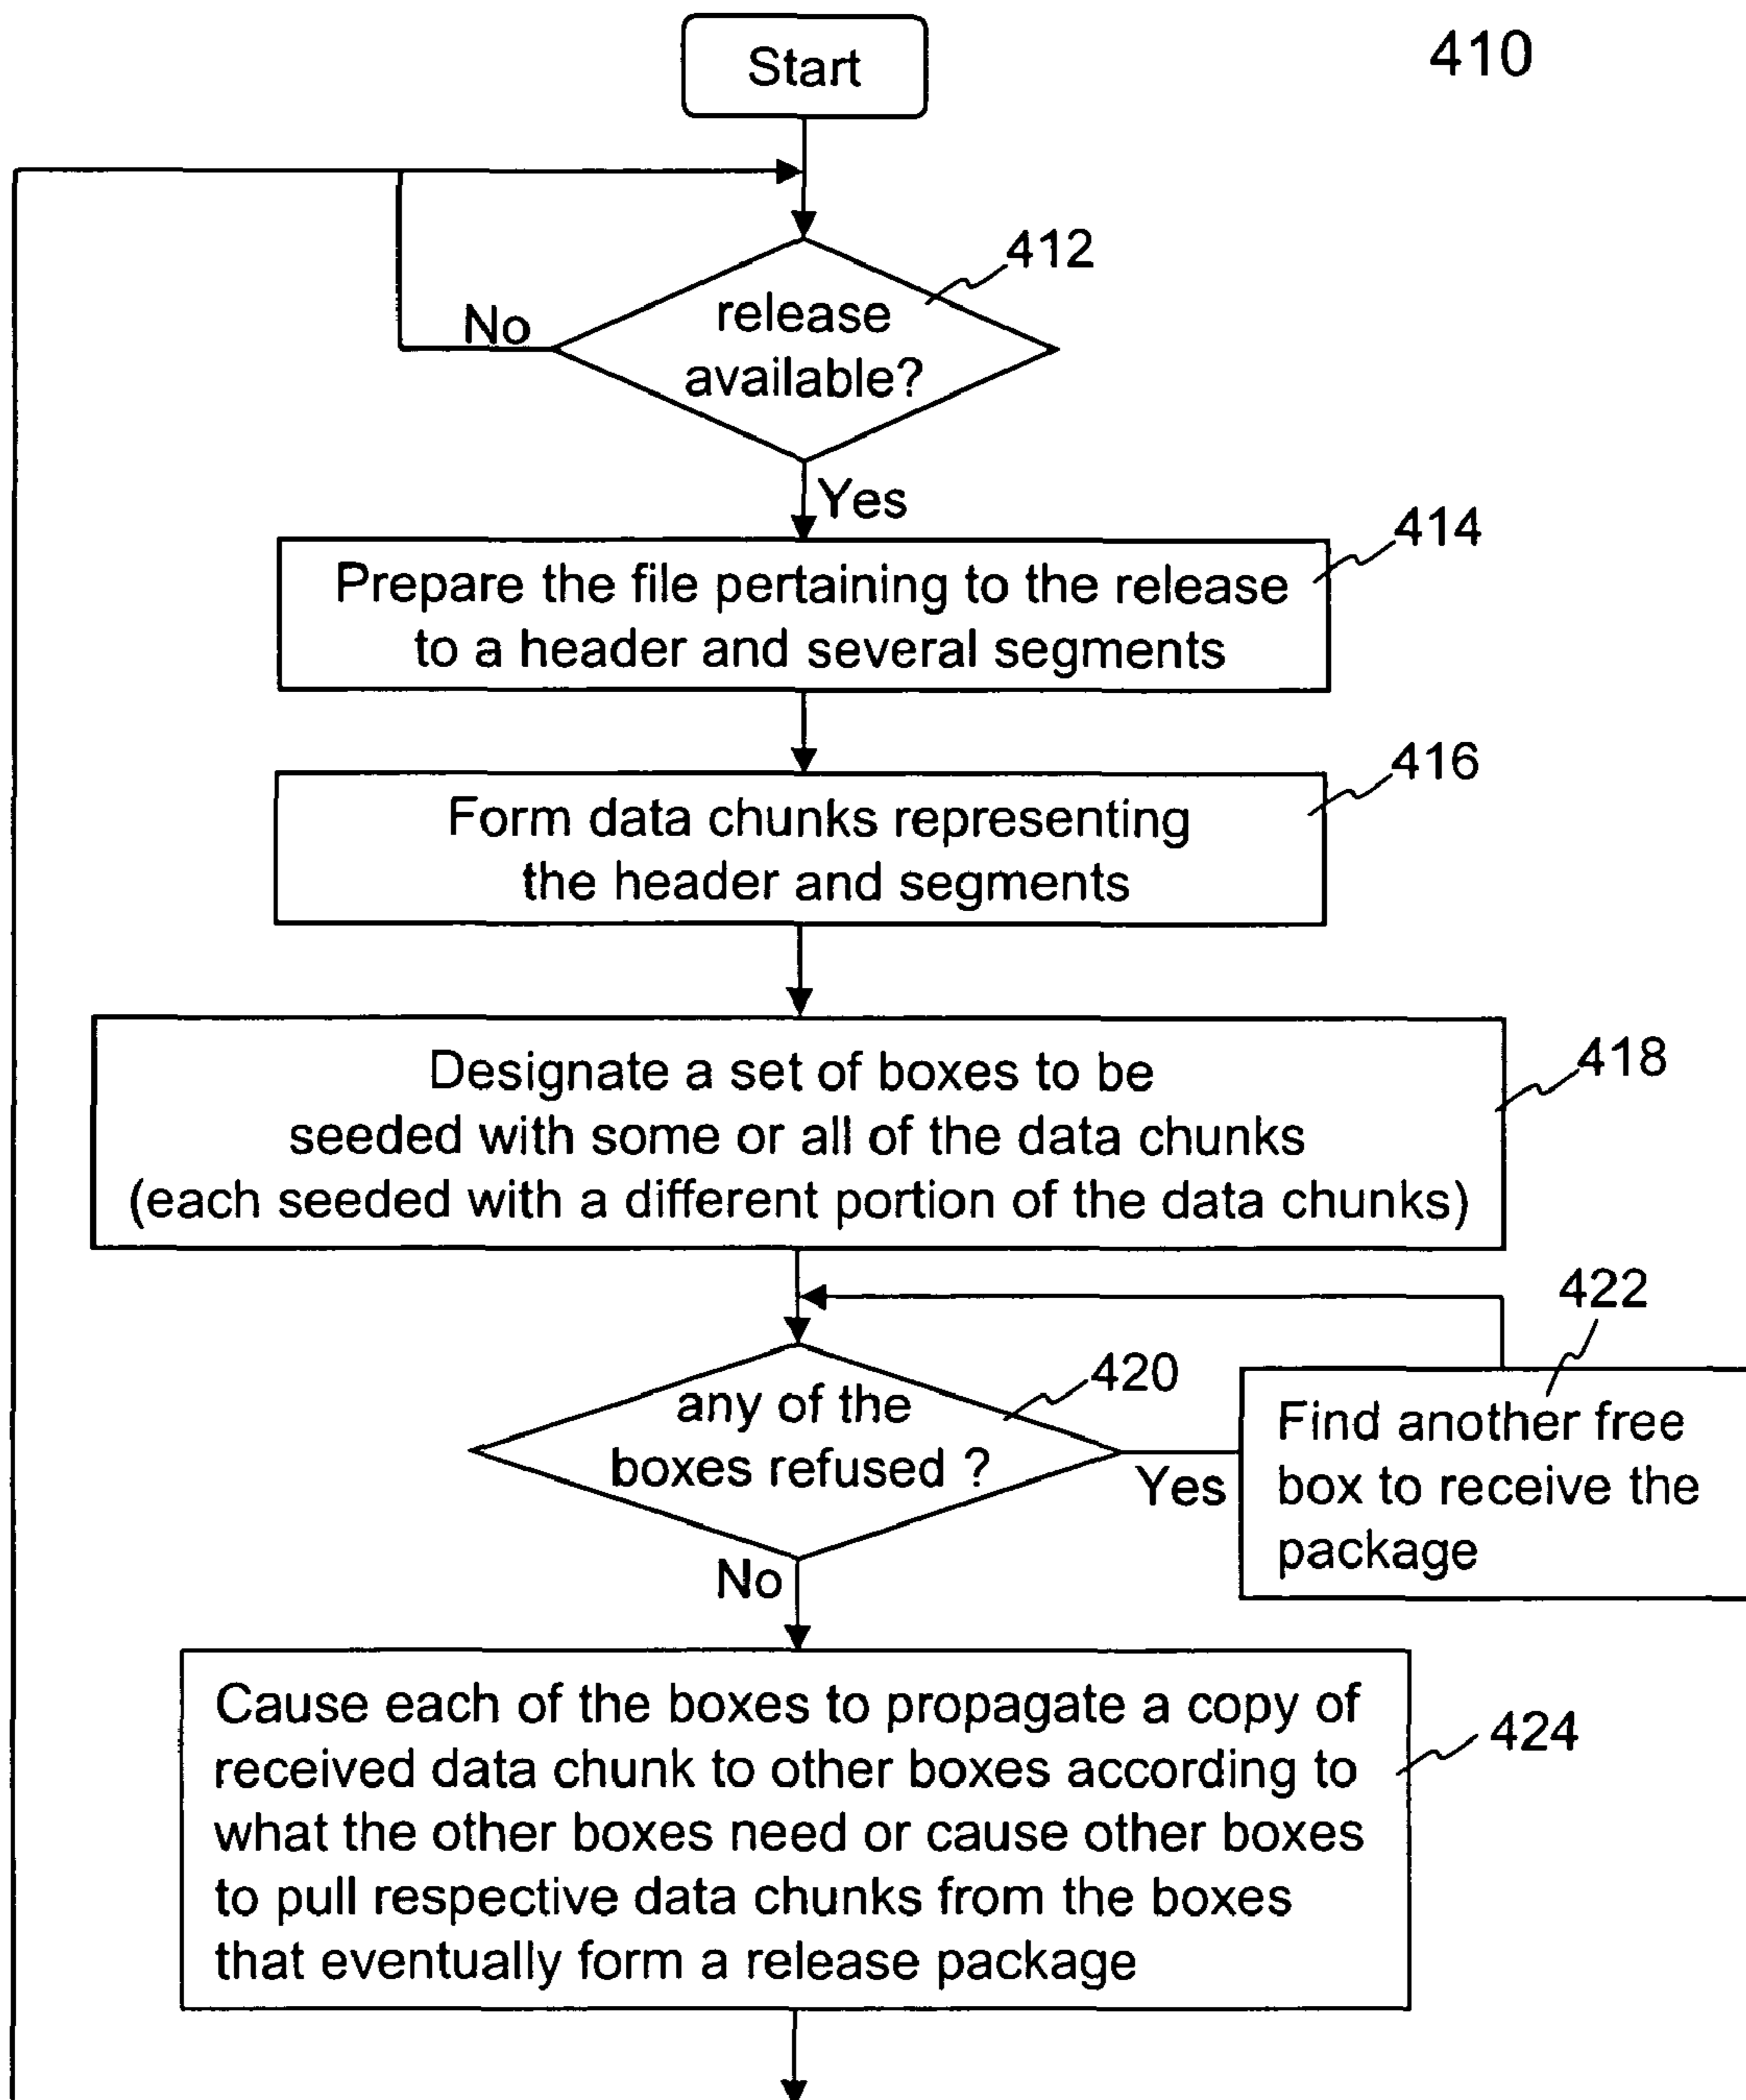 Start
410
412
release
available?
No
Yes
414
Prepare the file pertaining to the release
to a header and several segments
416
Form data chunks representing
the header and segments
418
Designate a set of boxes to be
seeded with some or all of the data chunks
(each seeded with a different portion of the data chunks)
422
420
any of the
boxes refused ?
Yes
Find another free
box to receive the
package
No
Cause each of the boxes to propagate a copy of
received data chunk to other boxes according to
what the other boxes need or cause other boxes
to pull respective data chunks from the boxes
that eventually form a release package
424